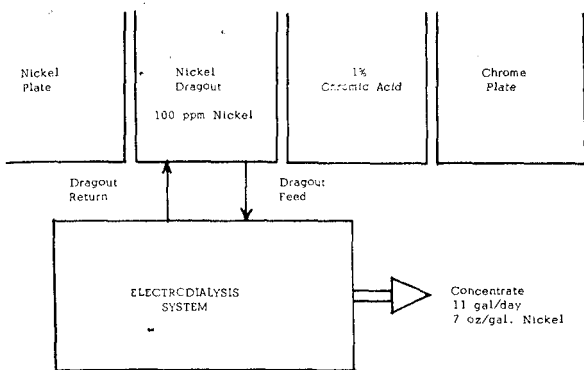 Nickel
Plate
Nickel
Dragout
100 ppm Nickel
1%
Chromic Acid
Chrome
Plate
Dragout
Return
Dragout
Feed
ELECTRODIALYSIS
SYSTEM
Concentrate
11 gal/day
7 oz/gal. Nickel